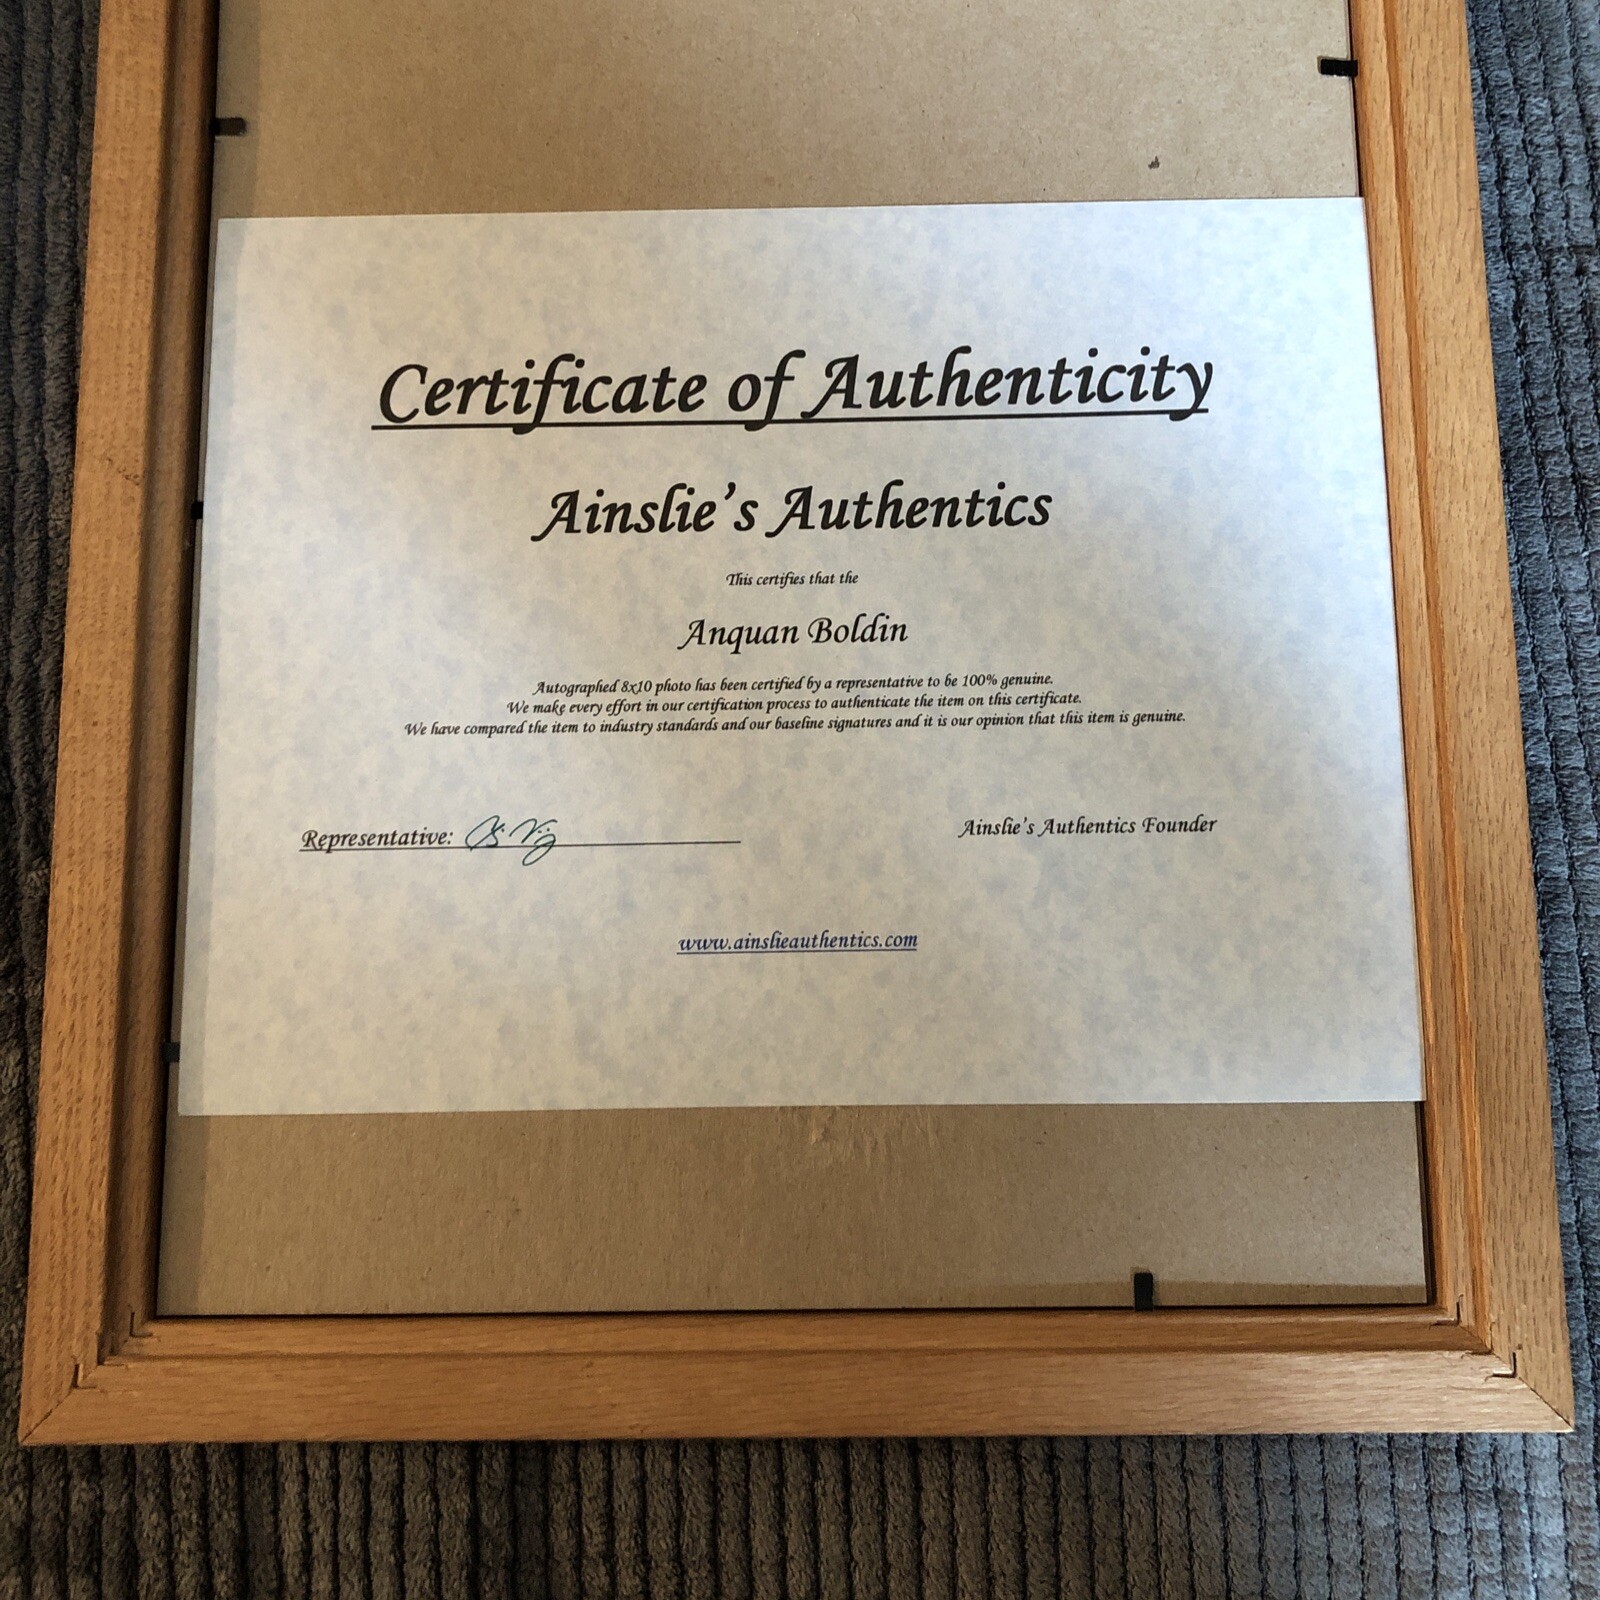 Certificate of Authenticity
Ainslie's Authentics
This certifies that the
Anquan Boldin
Autographed 8x10 photo has been certified by a representative to be 100% genuine.
We make every effort in our certification process to authenticate the item on this certificate.
We have compared the item to industry standards and our baseline signatures and it is our opinion that this item is genuine.
Representative:
Ainslie's Authentics Founder
www.ainslieauthentics.com